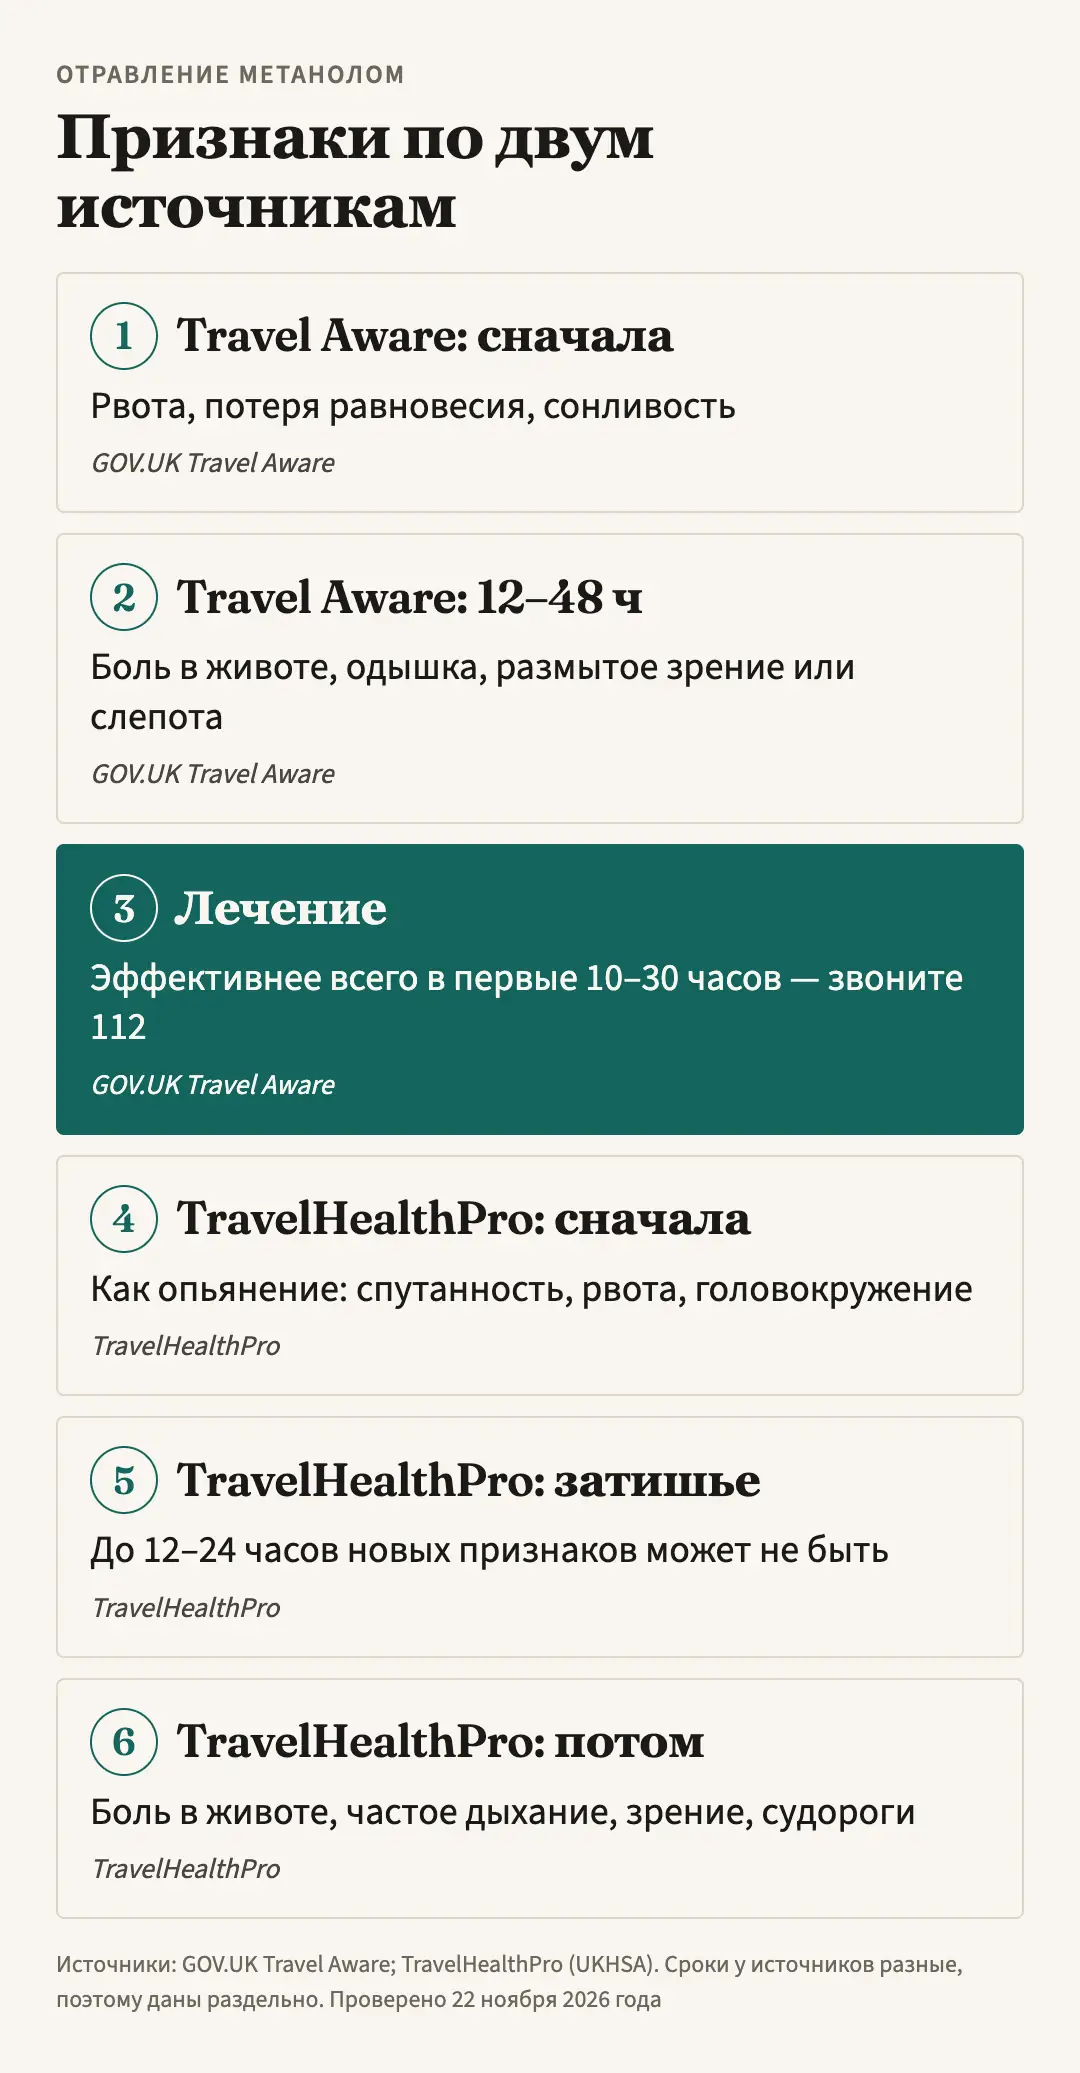 ОТРАВЛЕНИЕ МЕТАНОЛОМ
Признаки по двум
источникам
1 Travel Aware: сначала
Рвота, потеря равновесия, сонливость
GOV.UK Travel Aware
2 Travel Aware: 12–48 ч
Боль в животе, одышка, размытое зрение или
слепота
GOV.UK Travel Aware
3 Лечение
Эффективнее всего в первые 10–30 часов — звоните
112
GOV.UK Travel Aware
4 TravelHealthPro: сначала
Как опьянение: спутанность, рвота, головокружение
TravelHealthPro
5 TravelHealthPro: затишье
До 12–24 часов новых признаков может не быть
TravelHealthPro
6 TravelHealthPro: потом
Боль в животе, частое дыхание, зрение, судороги
TravelHealthPro
Источники: GOV.UK Travel Aware; TravelHealthPro (UKHSA). Сроки у источников разные,
поэтому даны раздельно. Проверено 22 ноября 2026 года